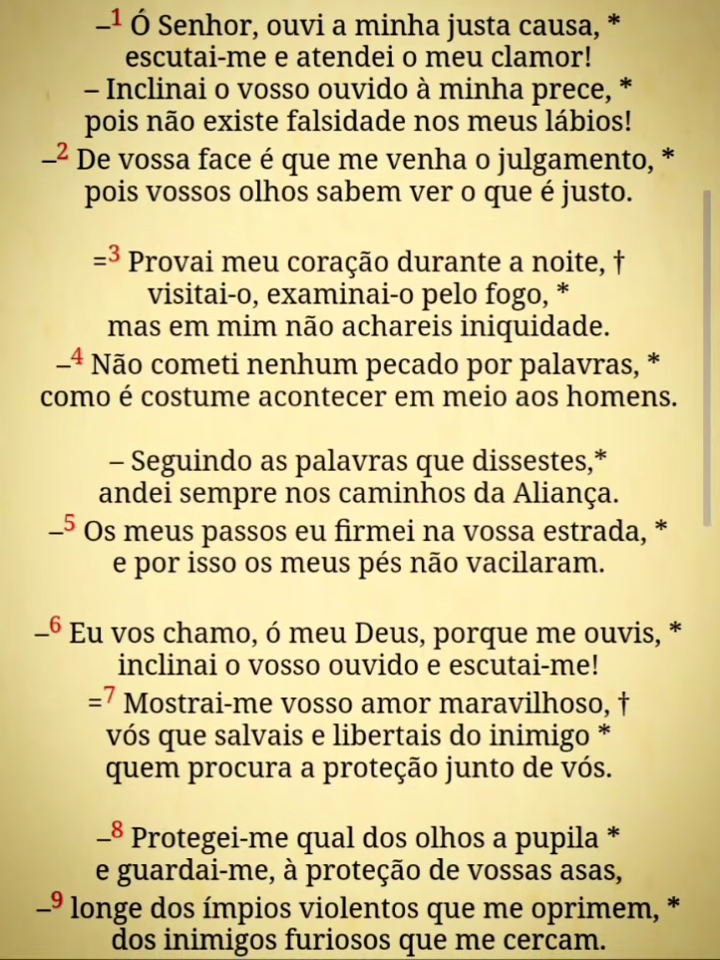 –1 Ó Senhor, ouvi a minha justa causa, *
escutai-me e atendei o meu clamor!
– Inclinai o vosso ouvido à minha prece, *
pois não existe falsidade nos meus lábios!
–2 De vossa face é que me venha o julgamento, *
pois vossos olhos sabem ver o que é justo.
=3 Provai meu coração durante a noite, †
visitai-o, examinai-o pelo fogo, *
mas em mim não achareis iniquidade.
–4 Não cometi nenhum pecado por palavras, *
como é costume acontecer em meio aos homens.
– Seguindo as palavras que dissestes,*
andei sempre nos caminhos da Aliança.
–5 Os meus passos eu firmei na vossa estrada, *
e por isso os meus pés não vacilaram.
–6 Eu vos chamo, ó meu Deus, porque me ouvis, *
inclinai o vosso ouvido e escutai-me!
=7 Mostrai-me vosso amor maravilhoso, †
vós que salvais e libertais do inimigo *
quem procura a proteção junto de vós.
–8 Protegei-me qual dos olhos a pupila *
e guardai-me, à proteção de vossas asas,
–9 longe dos ímpios violentos que me oprimem, *
dos inimigos furiosos que me cercam.